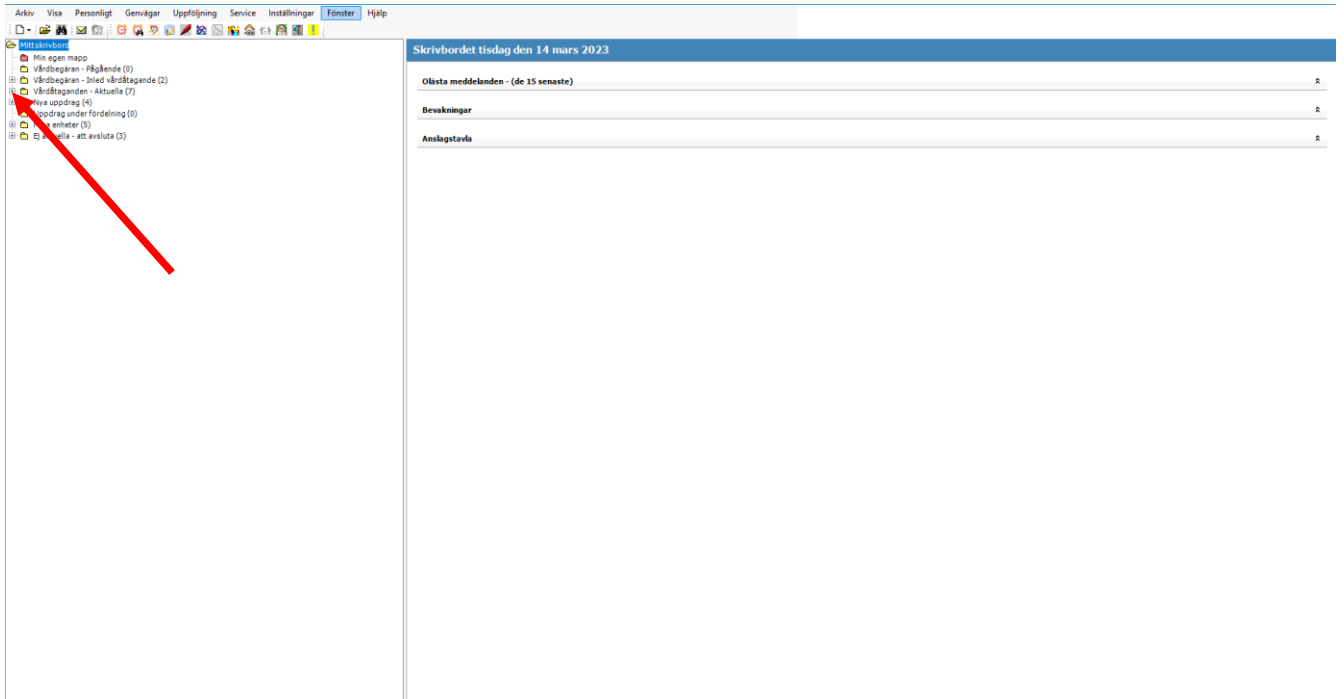 Arkiv Visa Personligt Genvägar Uppföljning Service Inställningar Fönster Hjälp
Mitt skrivbord
Min egen mapp
Vårdbegäran - Pågående (0)
Vårdbegäran - Inled vårdåtagande (2)
Vårdåtaganden - Aktuella (7)
Nya uppdrag (4)
Uppdrag under fördelning (0)
enheter (5)
Ej aktuella - att avsluta (3)
Skrivbordet tisdag den 14 mars 2023
Olästa meddelanden - (de 15 senaste)
Bevakningar
Anslagstavla